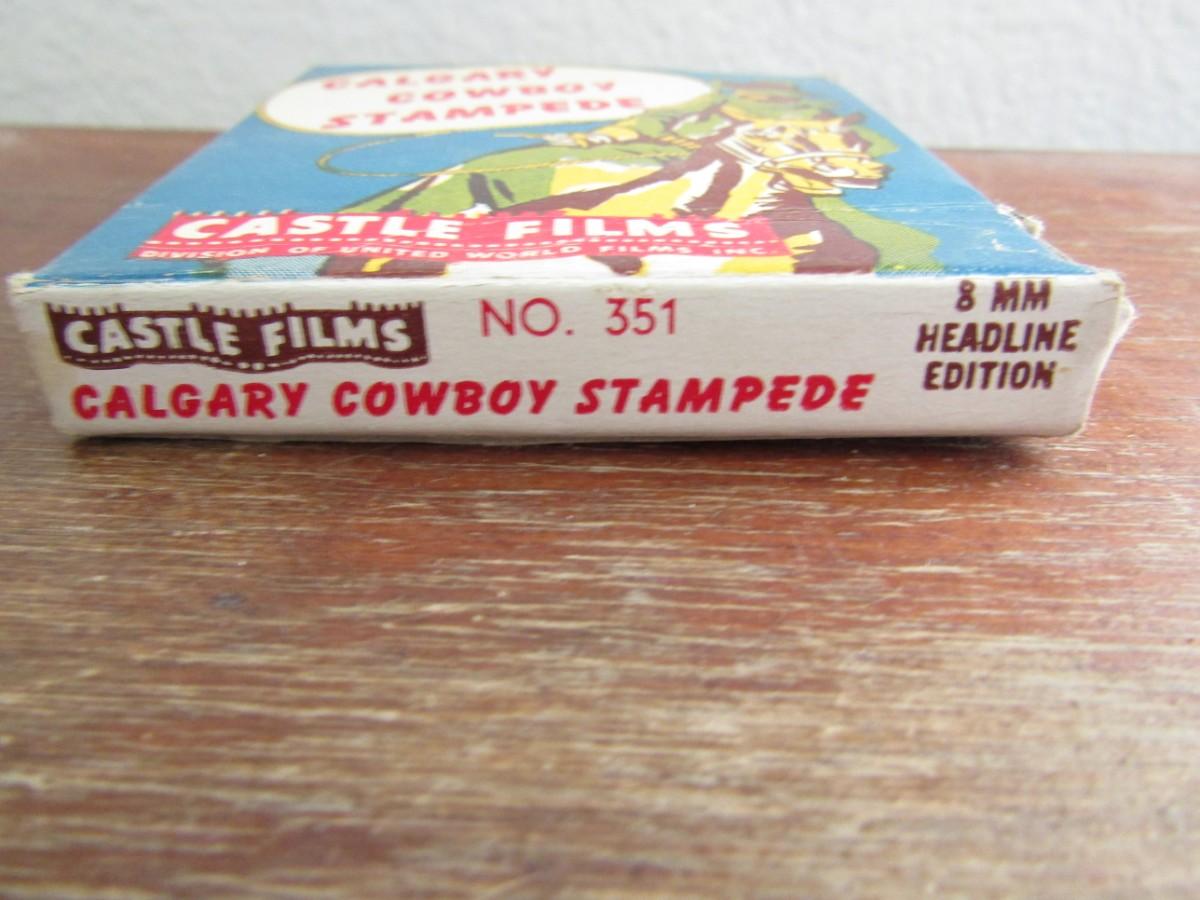 CALGARY
COWBOY
STAMPEDE
CASTLE FILMS
DIVISION OF UNITED WORLD FILMS INC.
CASTLE FILMS
NO. 351
8 MM
HEADLINE
EDITION
CALGARY COWBOY STAMPEDE